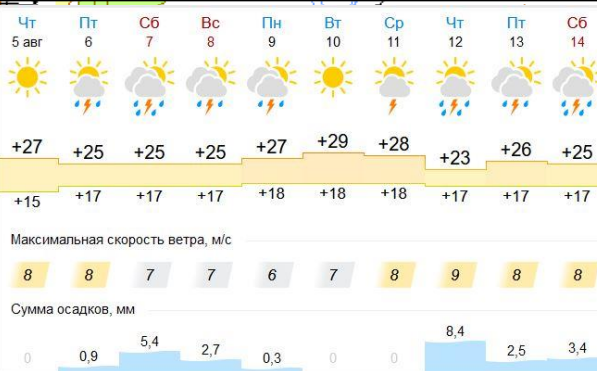 Чт Пт Сб Вс Пн Вт Ср Чт Пт Сб
5 авг 6 7 8 9 10 11 12 13 14
+27 +25 +25 +25 +27 +29 +28 +23 +26 +25
+15 +17 +17 +17 +18 +18 +18 +17 +17 +17
Максимальная скорость ветра, м/с
8 8 7 7 6 7 8 9 8 8
Сумма осадков, мм
0 0,9 5,4 2,7 0,3 0 0 8,4 2,5 3,4